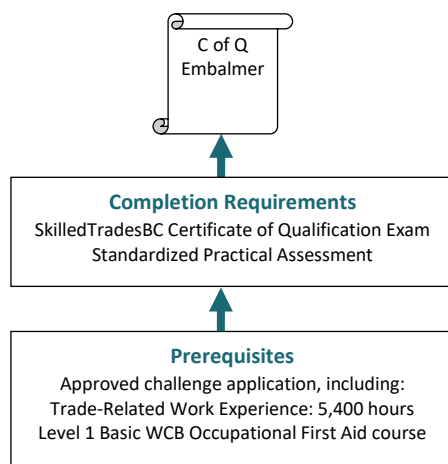 C of Q
Embalmer
Completion Requirements
SkilledTradesBC Certificate of Qualification Exam
Standardized Practical Assessment
Prerequisites
Approved challenge application, including:
Trade-Related Work Experience: 5,400 hours
Level 1 Basic WCB Occupational First Aid course